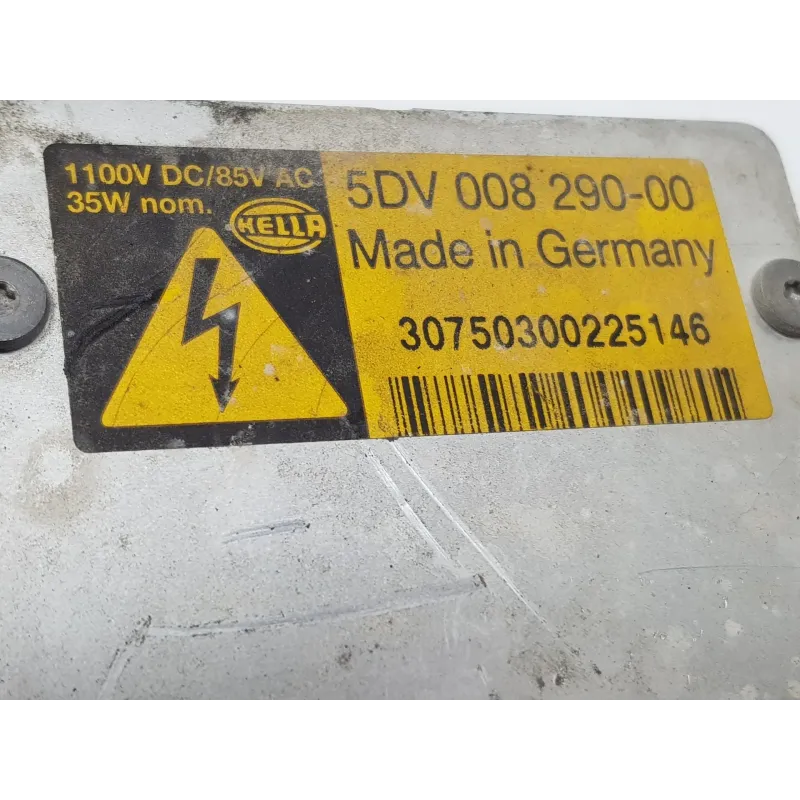 1100V DC/85V AC
35W nom.
HELLA
5DV 008 290-00
Made in Germany
30750300225146